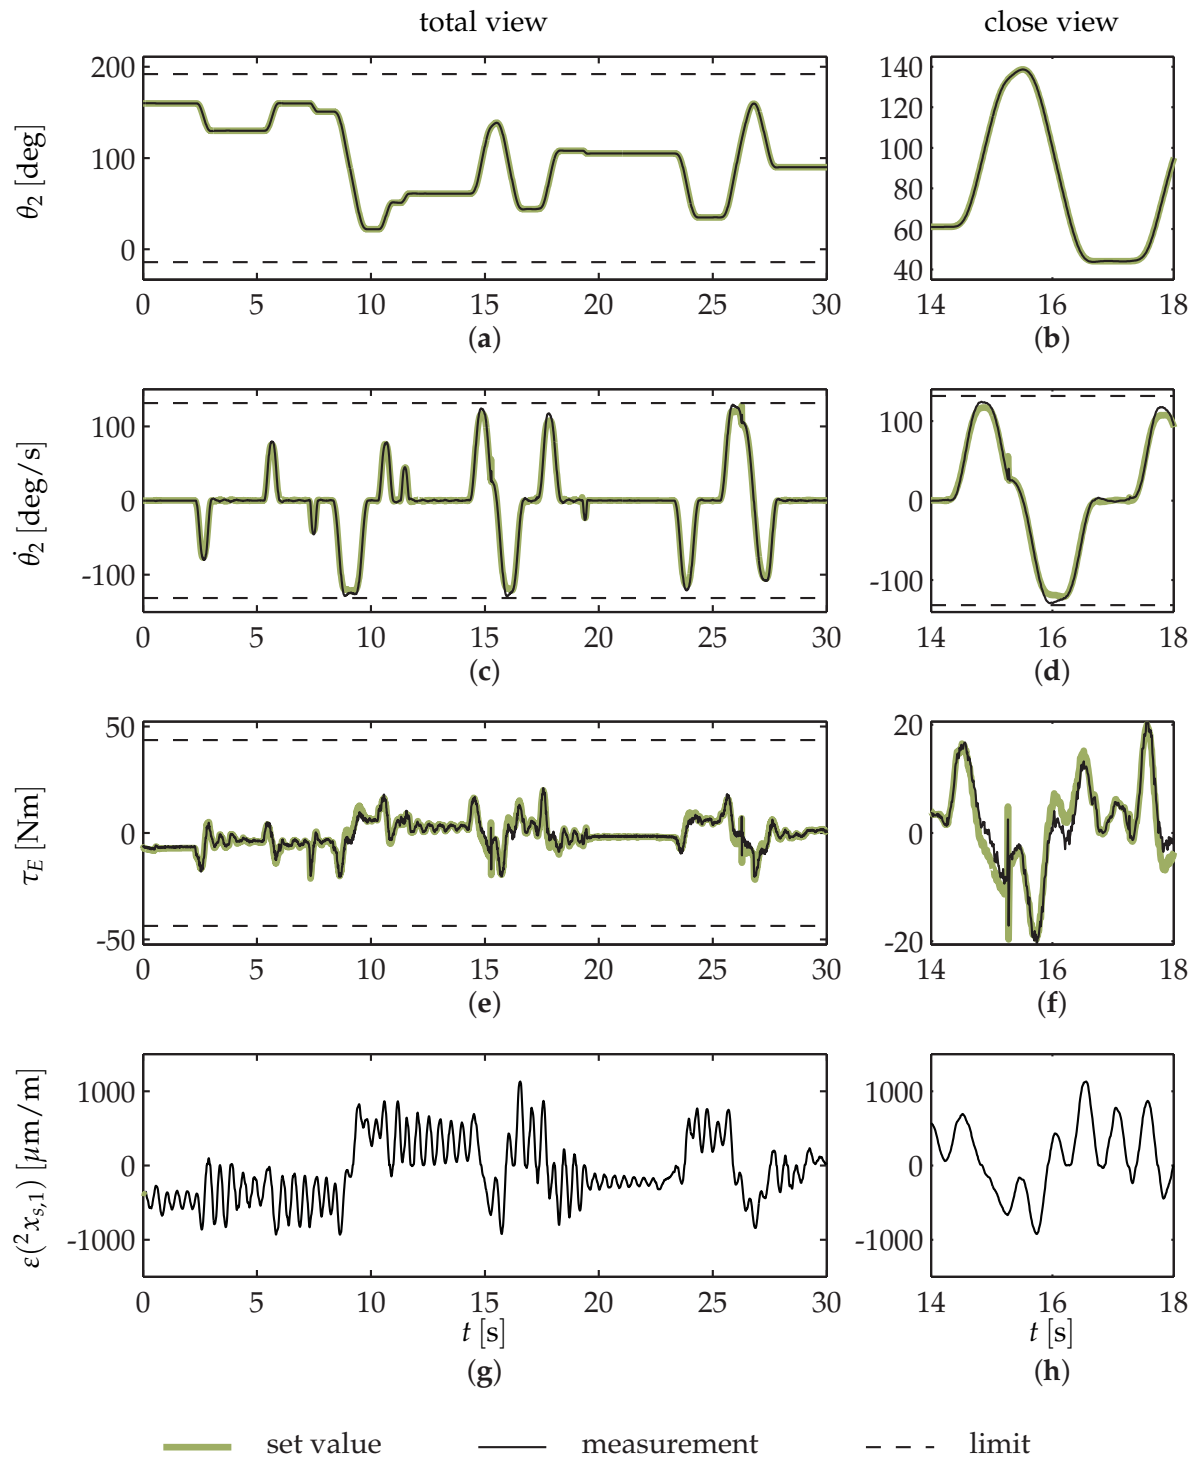 total view close view
200 100 0 θ₂ [deg] 140 120 100 80 60 40
0 5 10 15 20 25 30 14 16 18
(a) (b)
100 0 -100 θ̇₂ [deg/s] 100 0 -100
0 5 10 15 20 25 30 14 16 18
(c) (d)
50 0 -50 τ_E [Nm] 20 0 -20
0 5 10 15 20 25 30 14 16 18
(e) (f)
1000 0 -1000 ε(²x_{s,1}) [μm/m] 1000 0 -1000
0 5 10 15 20 25 30 14 16 18
t [s] t [s]
(g) (h)
set value measurement limit